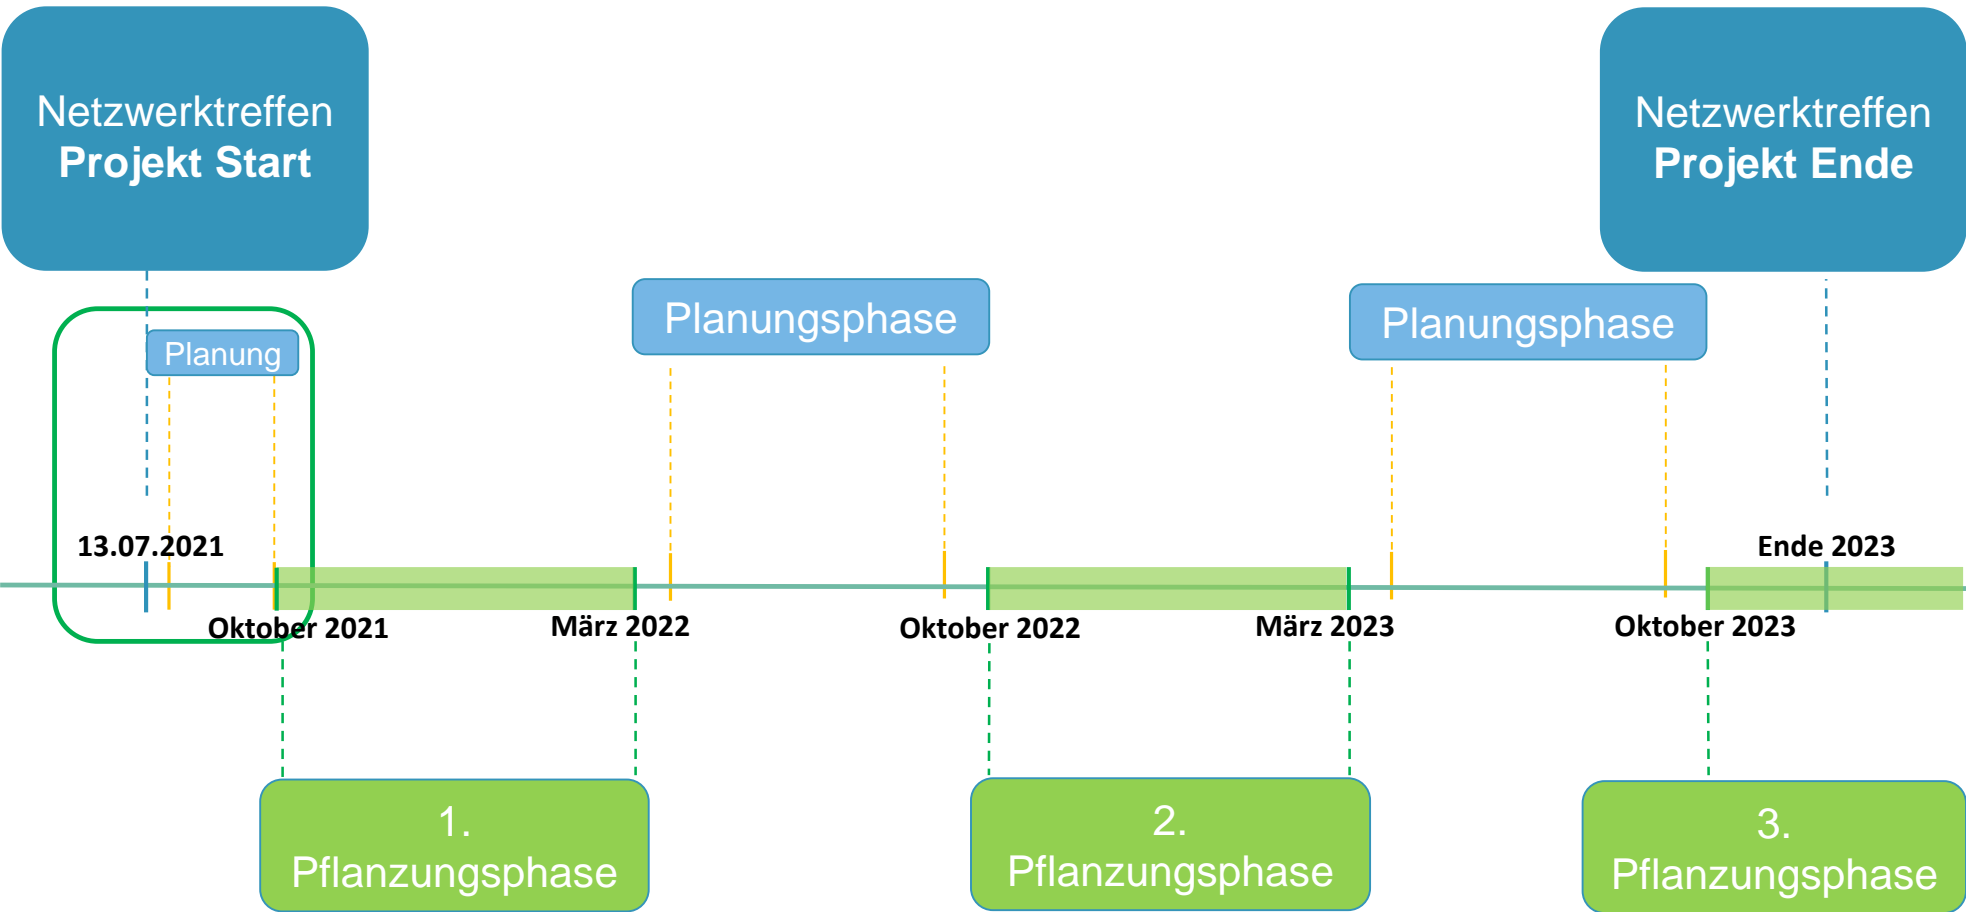 Netzwerktreffen
Projekt Start
Netzwerktreffen
Projekt Ende
Planung
Planungsphase
Planungsphase
13.07.2021
Ende 2023
Oktober 2021
März 2022
Oktober 2022
März 2023
Oktober 2023
1.
Pflanzungsphase
2.
Pflanzungsphase
3.
Pflanzungsphase